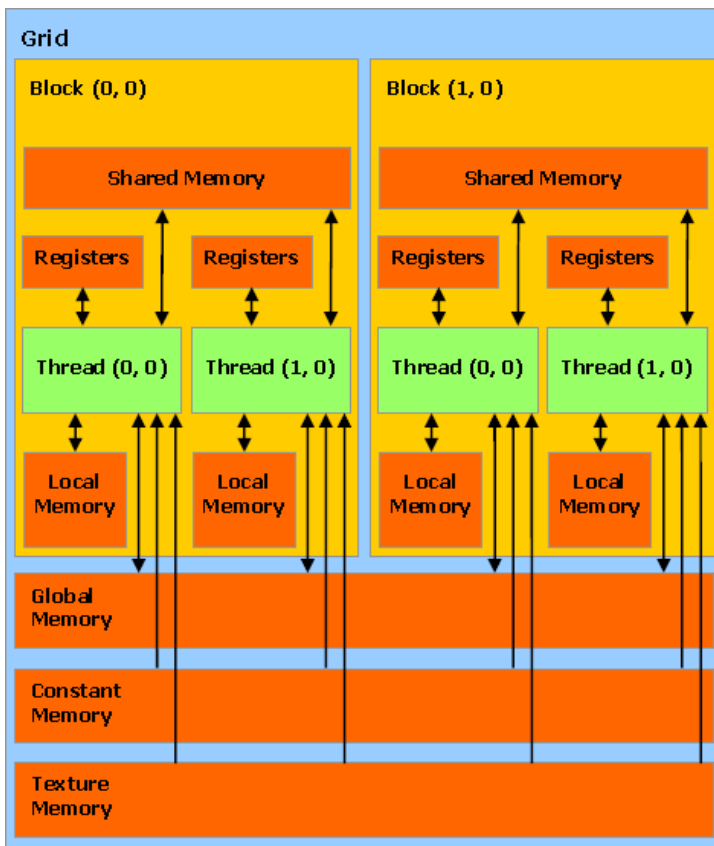 Grid
Block (0, 0)
Block (1, 0)
Shared Memory
Shared Memory
Registers
Registers
Registers
Registers
Thread (0, 0)
Thread (1, 0)
Thread (0, 0)
Thread (1, 0)
Local
Memory
Local
Memory
Local
Memory
Local
Memory
Global
Memory
Constant
Memory
Texture
Memory